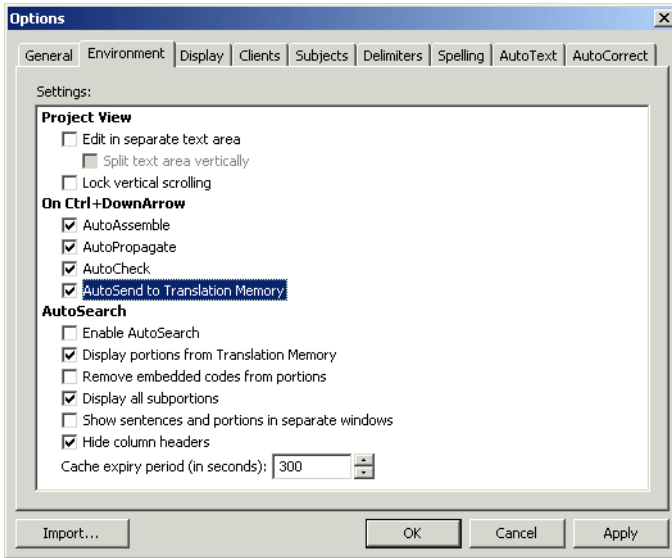 Options
General Environment Display Clients Subjects Delimiters Spelling AutoText AutoCorrect
Settings:
Project View
Edit in separate text area
Split text area vertically
Lock vertical scrolling
On Ctrl+DownArrow
AutoAssemble
AutoPropagate
AutoCheck
AutoSend to Translation Memory
AutoSearch
Enable AutoSearch
Display portions from Translation Memory
Remove embedded codes from portions
Display all subportions
Show sentences and portions in separate windows
Hide column headers
Cache expiry period (in seconds): 300
Import... OK Cancel Apply